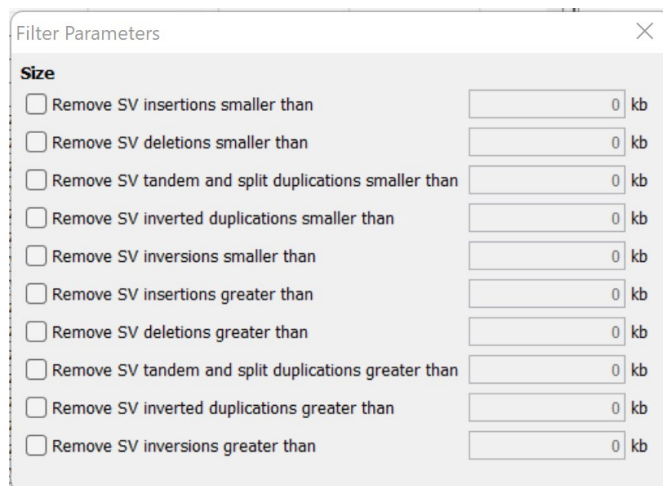 Filter Parameters
Size
Remove SV insertions smaller than 0 kb
Remove SV deletions smaller than 0 kb
Remove SV tandem and split duplications smaller than 0 kb
Remove SV inverted duplications smaller than 0 kb
Remove SV inversions smaller than 0 kb
Remove SV insertions greater than 0 kb
Remove SV deletions greater than 0 kb
Remove SV tandem and split duplications greater than 0 kb
Remove SV inverted duplications greater than 0 kb
Remove SV inversions greater than 0 kb